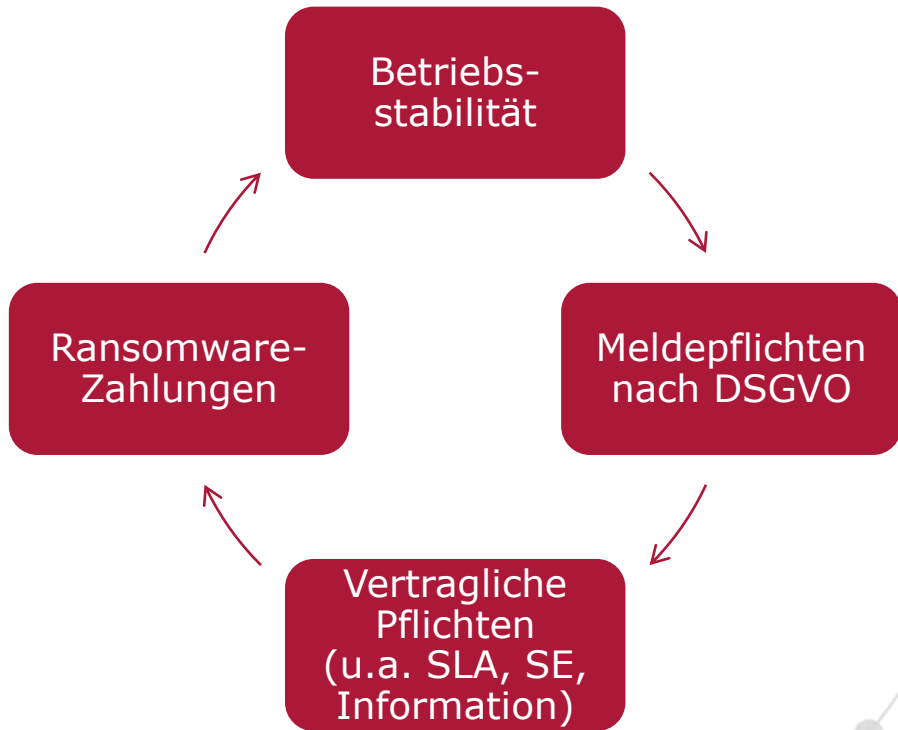 Betriebs-
stabilität
Ransomware-
Zahlungen
Meldepflichten
nach DSGVO
Vertragliche
Pflichten
(u.a. SLA, SE,
Information)